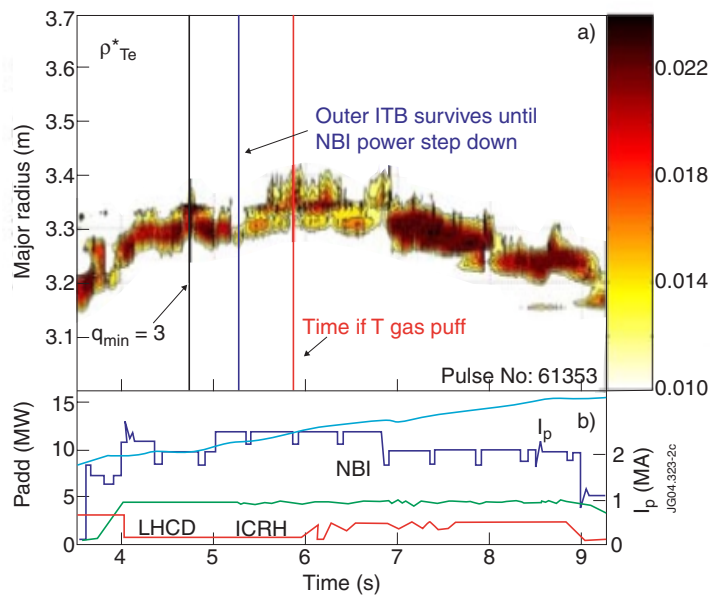 3.7
a)
ρ*Te
0.022
3.6
Outer ITB survives until
NBI power step down
3.5
Major radius (m)
3.4
0.018
3.3
3.2
0.014
qmin = 3
Time if T gas puff
3.1
Pulse No: 61353
0.010
15
b)
Ip
Padd (MW)
10
2
NBI
Ip (MA)
JG04.323-2c
5
1
LHCD
ICRH
0
0
4
5
6
7
8
9
Time (s)